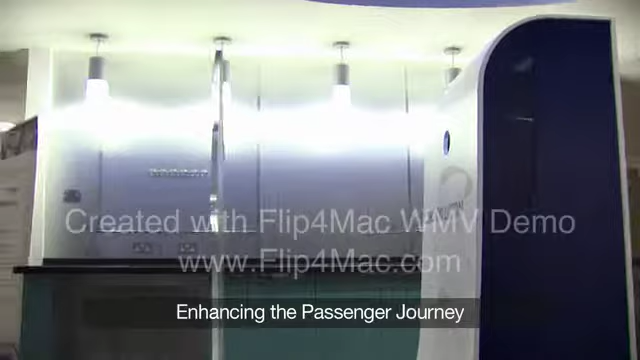 Created with Flip4Mac WMV Demo
www.Flip4Mac.com
Enhancing the Passenger Journey